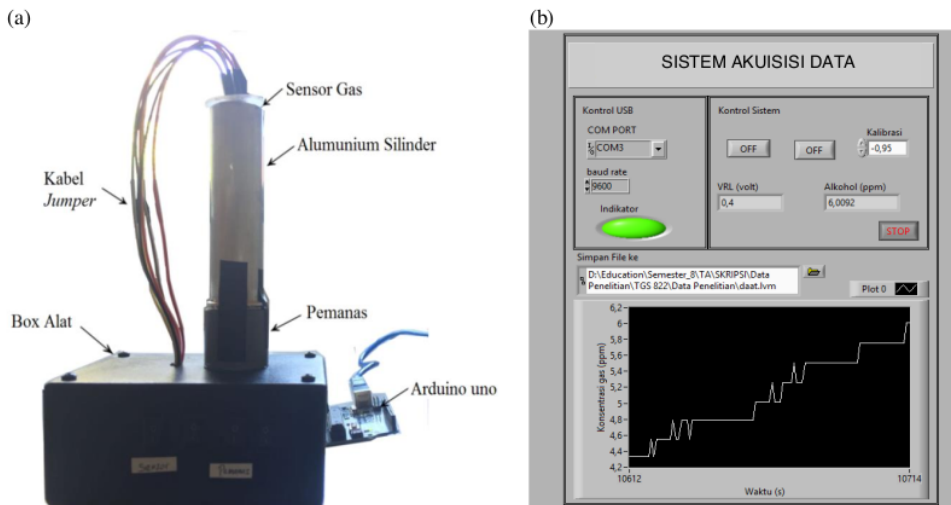 (a)
Sensor Gas
Alumunium Silinder
Kabel
Jumper
Box Alat
Pemanas
Arduino uno
SENSOR
PEMANAS
(b)
SISTEM AKUISISI DATA
Kontrol USB
COM PORT
COM3
baud rate
9600
Indikator
Kontrol Sistem
OFF
OFF
Kalibrasi
-0,95
VRL (volt)
0,4
Alkohol (ppm)
6,0092
STOP
Simpan File ke
D:\Education\Semester_8\TA\SKRIPSI\Data
Penelitian\TGS 822\Data Penelitian\daat.lvm
Plot 0
Konsentrasi gas (ppm)
6,2
6
5,8
5,6
5,4
5,2
5
4,8
4,6
4,4
4,2
10612
10714
Waktu (s)